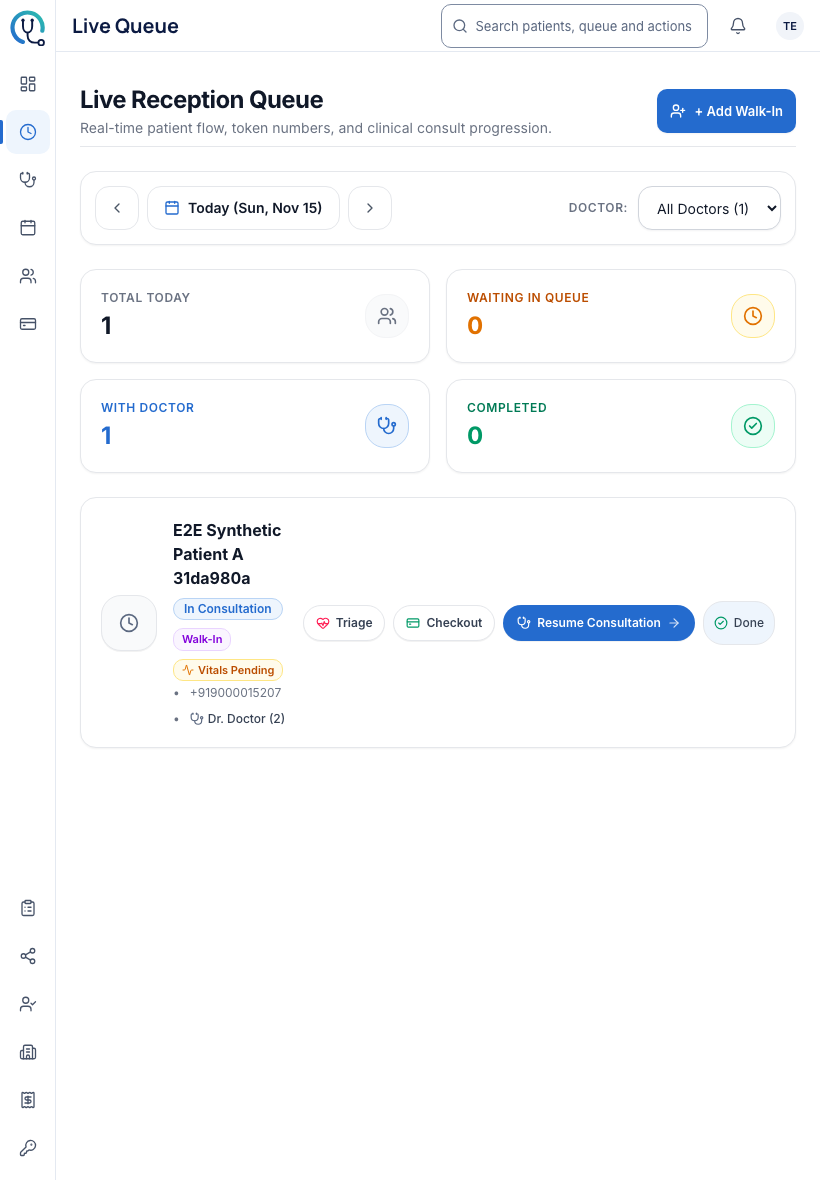 Live Queue
Search patients, queue and actions
TE
Live Reception Queue
Real-time patient flow, token numbers, and clinical consult progression.
+ Add Walk-In
Today (Sun, Nov 15)
DOCTOR:
All Doctors (1)
TOTAL TODAY
1
WAITING IN QUEUE
0
WITH DOCTOR
1
COMPLETED
0
E2E Synthetic
Patient A
31da980a
In Consultation
Walk-In
Vitals Pending
• +919000015207
• Dr. Doctor (2)
Triage
Checkout
Resume Consultation
Done